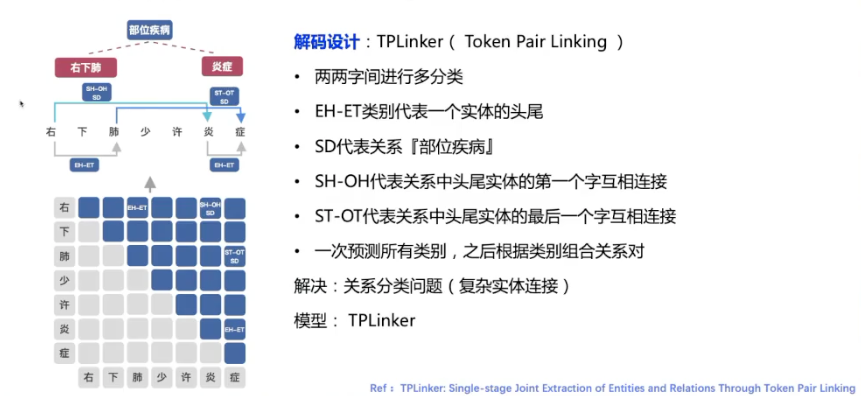 部位疾病
右下肺 炎症
SH-OH SD ST-OT SD
右 下 肺 少 许 炎 症
EH-ET EH-ET
右 EH-ET SH-OH SD
下
肺 ST-OT SD
少
许
炎 EH-ET
症
右 下 肺 少 许 炎 症
解码设计：TPLinker（ Token Pair Linking ）
• 两两字间进行多分类
• EH-ET类别代表一个实体的头尾
• SD代表关系『部位疾病』
• SH-OH代表关系中头尾实体的第一个字互相连接
• ST-OT代表关系中头尾实体的最后一个字互相连接
• 一次预测所有类别，之后根据类别组合关系对
解决：关系分类问题（复杂实体连接）
模型： TPLinker
Ref： TPLinker: Single-stage Joint Extraction of Entities and Relations Through Token Pair Linking